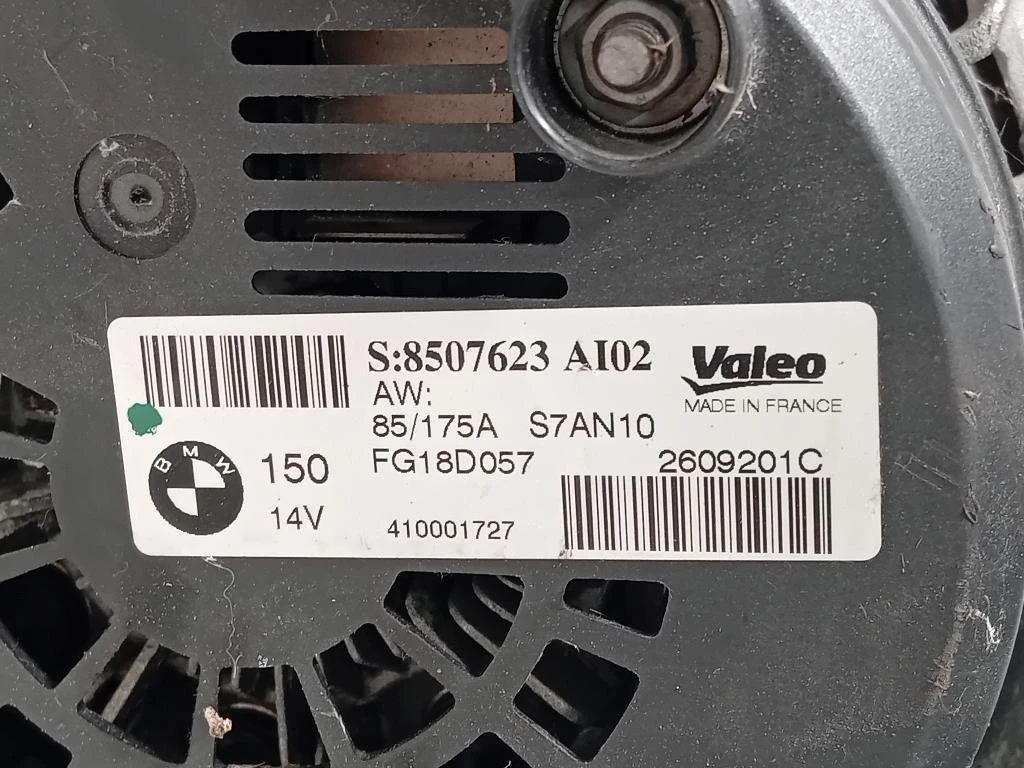 S:8507623 AI02
Valeo
MADE IN FRANCE
AW:
85/175A S7AN10
BMW
150
FG18D057
2609201C
14V
410001727